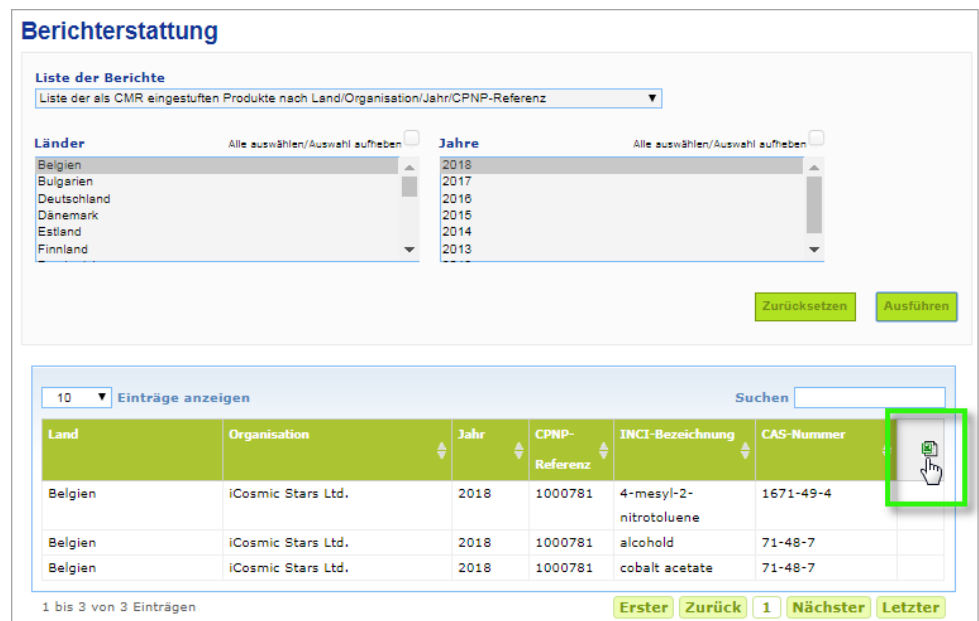 Berichterstattung
Liste der Berichte
Liste der als CMR eingestuften Produkte nach Land/Organisation/Jahr/CPNP-Referenz
Länder Alle auswählen/Auswahl aufheben Jahre Alle auswählen/Auswahl aufheben
Belgien 2018
Bulgarien 2017
Deutschland 2016
Dänemark 2015
Estland 2014
Finnland 2013
Zurücksetzen Ausführen
10 Einträge anzeigen Suchen
Land Organisation Jahr CPNP- INCI-Bezeichnung CAS-Nummer
Referenz
Belgien iCosmic Stars Ltd. 2018 1000781 4-mesyl-2- 1671-49-4
nitrotoluene
Belgien iCosmic Stars Ltd. 2018 1000781 alcohold 71-48-7
Belgien iCosmic Stars Ltd. 2018 1000781 cobalt acetate 71-48-7
1 bis 3 von 3 Einträgen Erster Zurück 1 Nächster Letzter